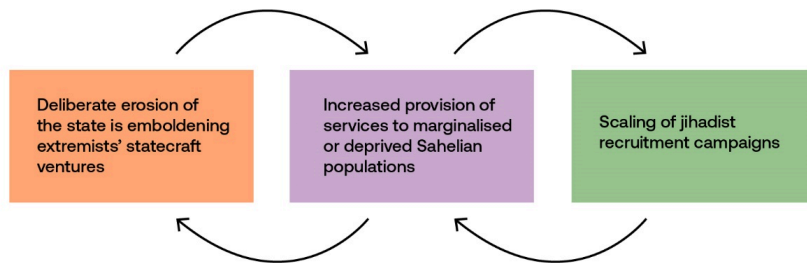 Deliberate erosion of
the state is emboldening
extremists’ statecraft
ventures
Increased provision of
services to marginalised
or deprived Sahelian
populations
Scaling of jihadist
recruitment campaigns